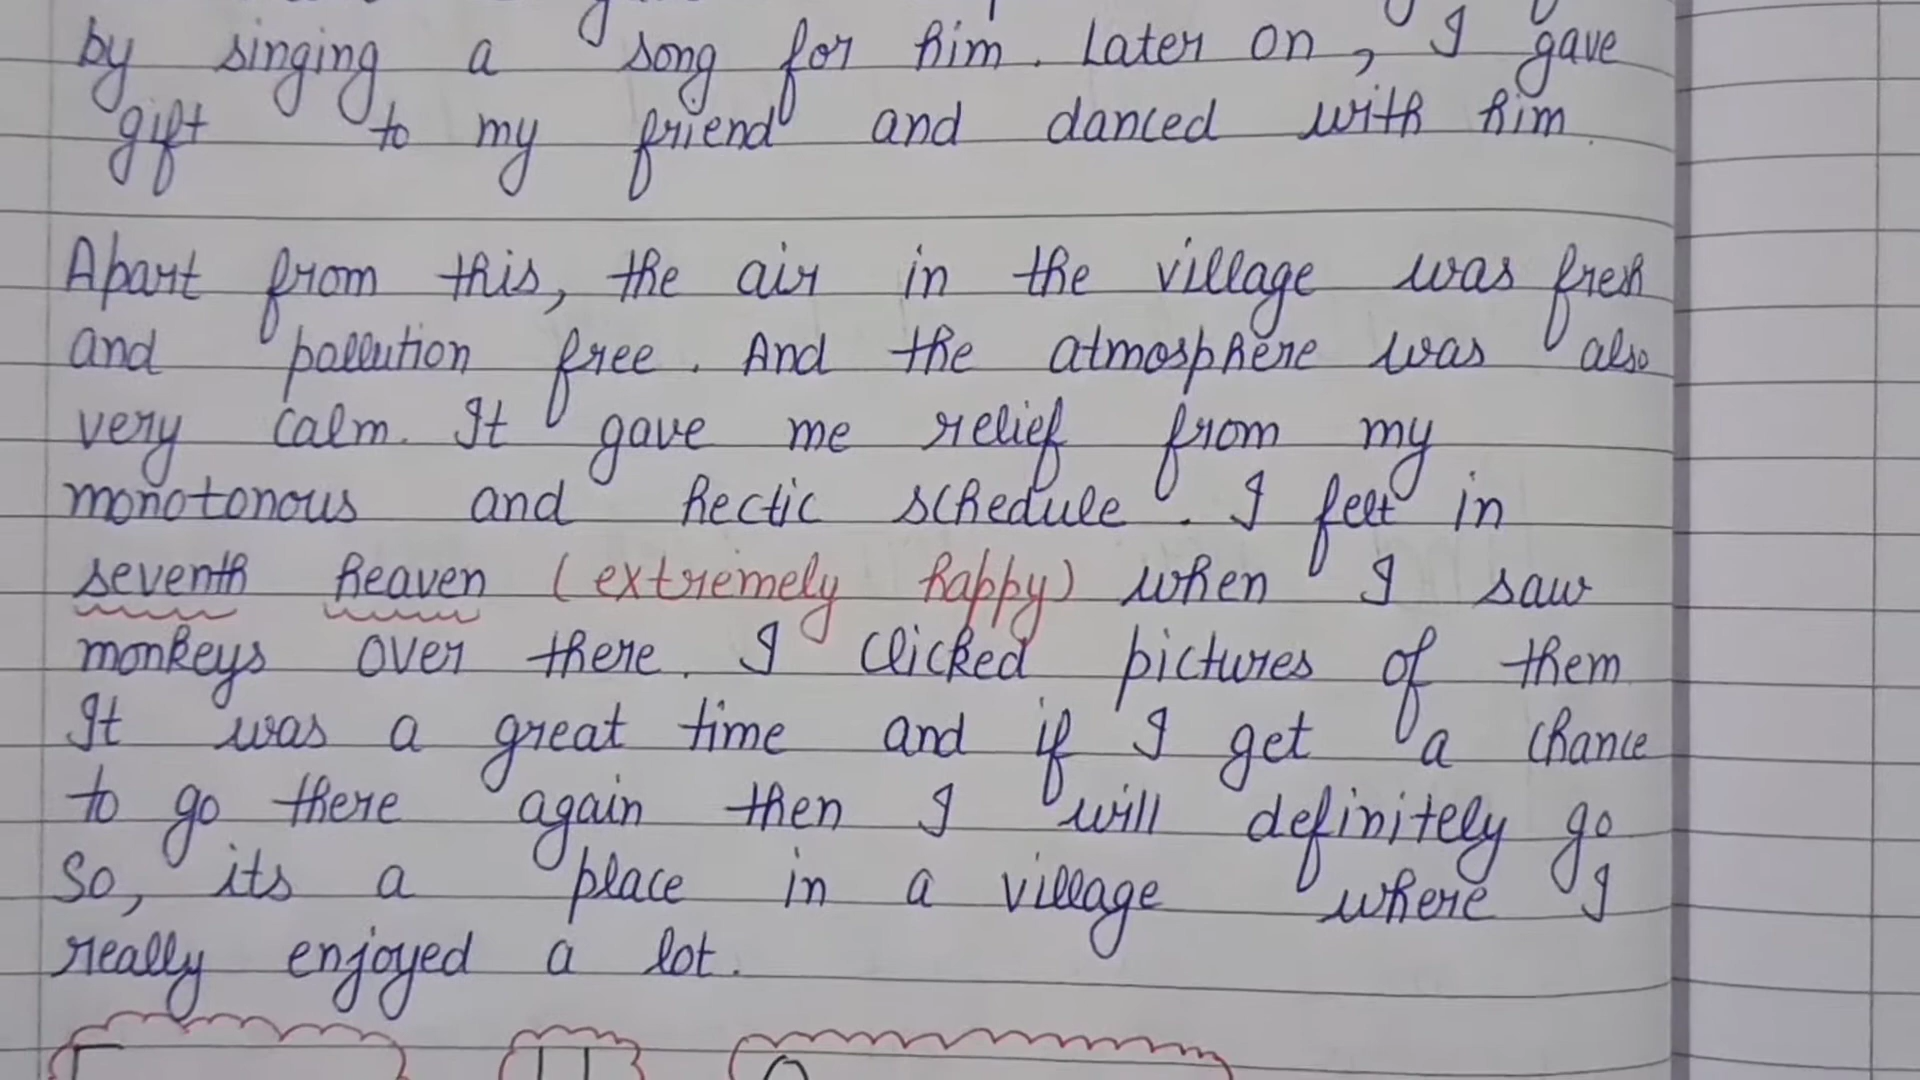 by singing a song for him. Later on, I gave
gift to my friend and danced with him.
Apart from this, the air in the village was fresh
and pollution free. And the atmosphere was also
very calm. It gave me relief from my
monotonous and hectic schedule. I felt in
seventh heaven (extremely happy) when I saw
monkeys over there. I clicked pictures of them
It was a great time and if I get a chance
to go there again then I will definitely go
So, its a place in a village where I
really enjoyed a lot.